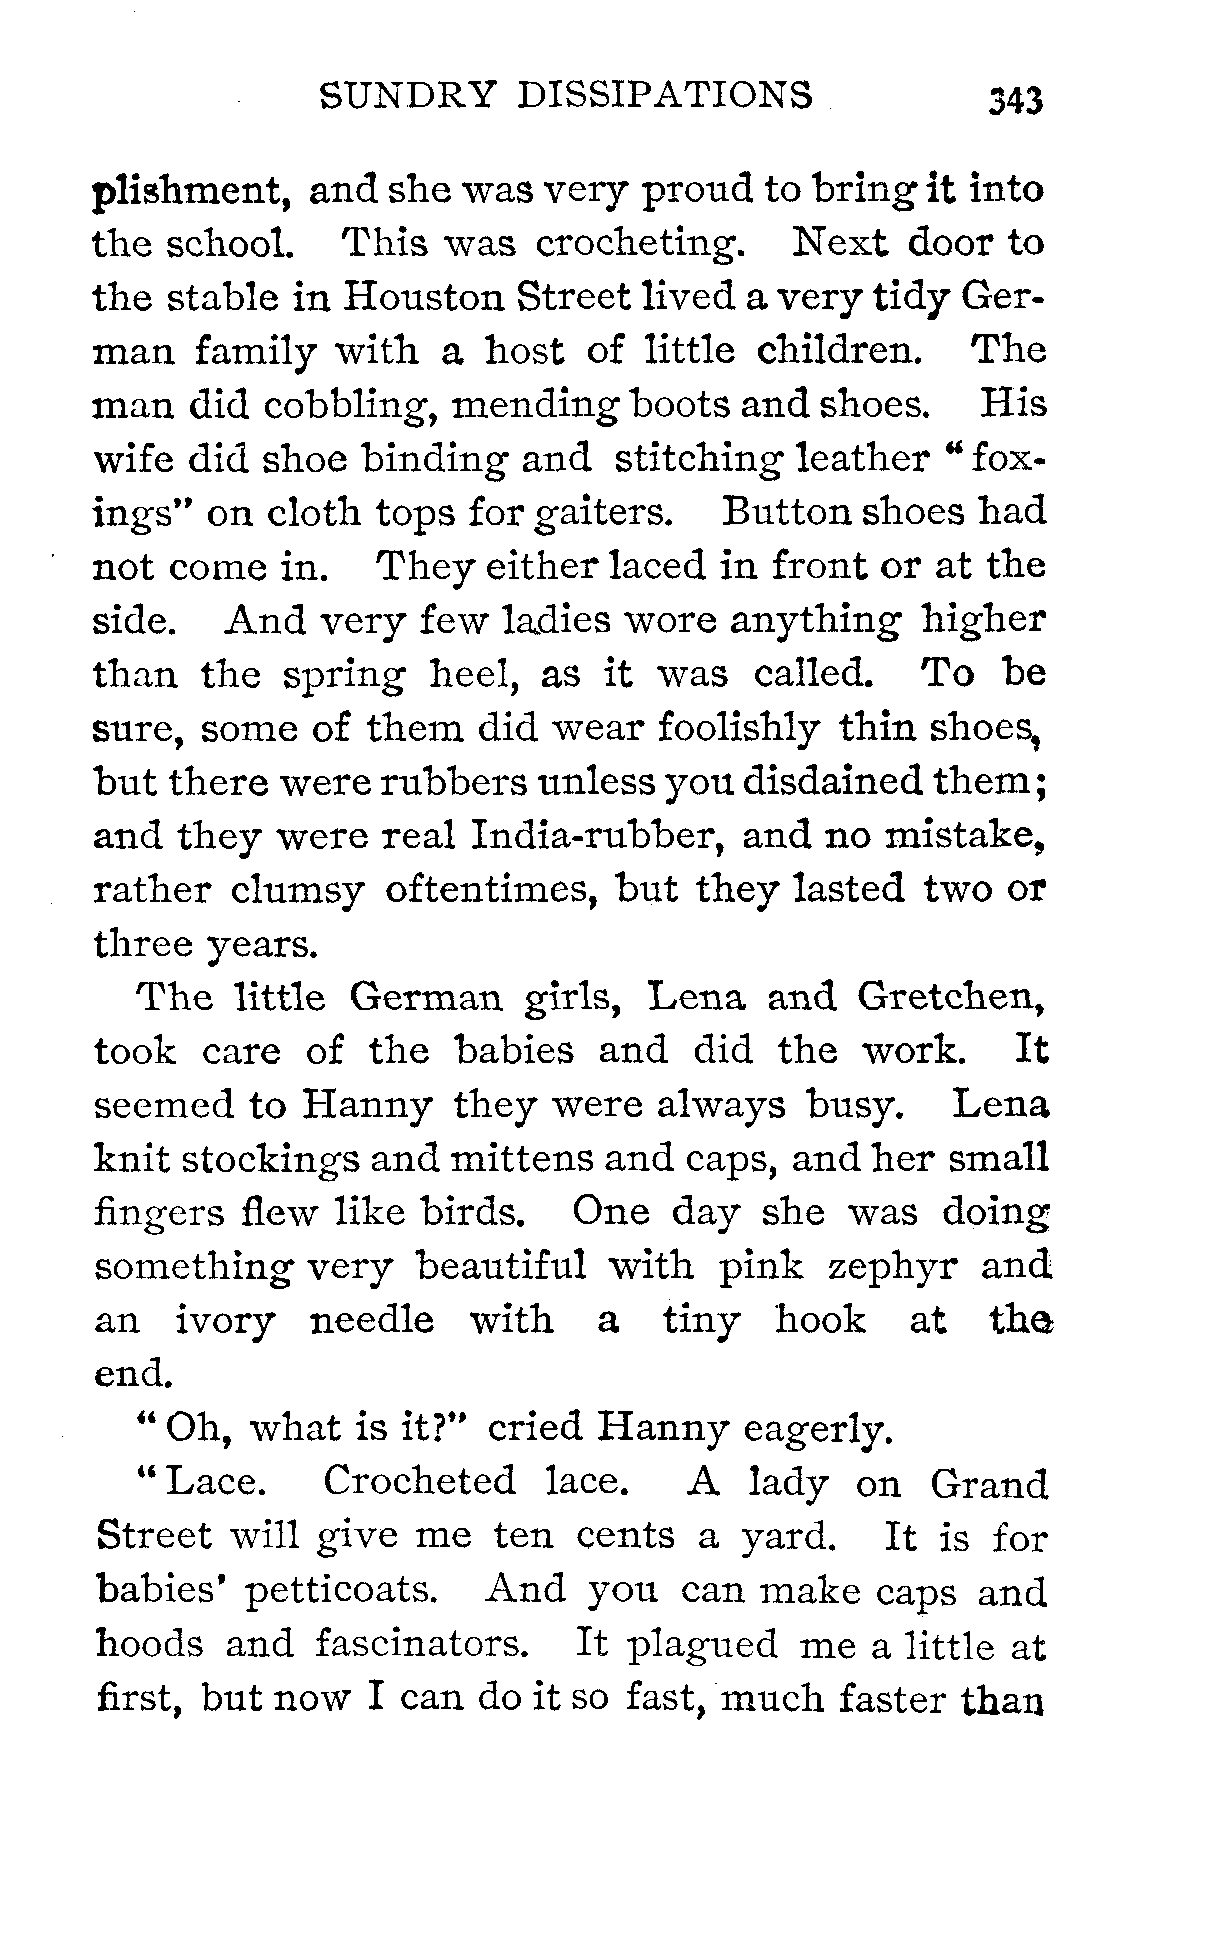 SUNDRY DISSIPATIONS 343
plishment, and she was very proud to bring it into
the school. This was crocheting. Next door to
the stable in Houston Street lived a very tidy Ger-
man family with a host of little children. The
man did cobbling, mending boots and shoes. His
wife did shoe binding and stitching leather "fox-
ings" on cloth tops for gaiters. Button shoes had
not come in. They either laced in front or at the
side. And very few ladies wore anything higher
than the spring heel, as it was called. To be
sure, some of them did wear foolishly thin shoes,
but there were rubbers unless you disdained them;
and they were real India-rubber, and no mistake,
rather clumsy oftentimes, but they lasted two or
three years.
The little German girls, Lena and Gretchen,
took care of the babies and did the work. It
seemed to Hanny they were always busy. Lena
knit stockings and mittens and caps, and her small
fingers flew like birds. One day she was doing
something very beautiful with pink zephyr and
an ivory needle with a tiny hook at the
end.
"Oh, what is it?" cried Hanny eagerly.
"Lace. Crocheted lace. A lady on Grand
Street will give me ten cents a yard. It is for
babies' petticoats. And you can make caps and
hoods and fascinators. It plagued me a little at
first, but now I can do it so fast, much faster than